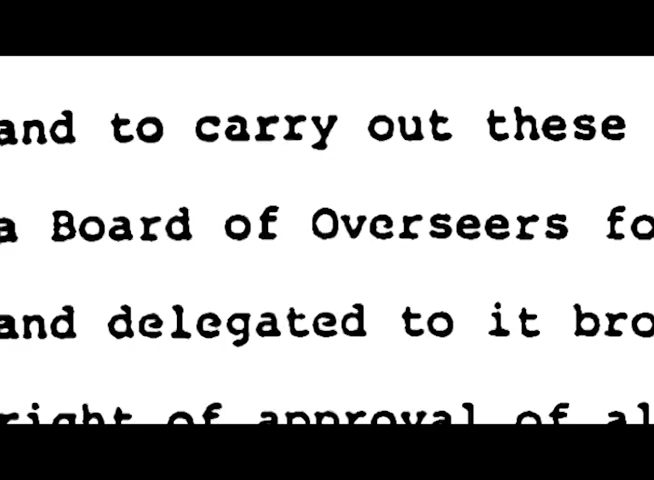 and to carry out these
a Board of Overseers fo
and delegated to it bro
right of approval of al